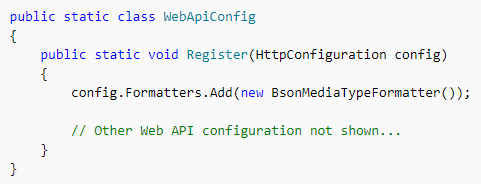 public static class WebApiConfig
{
    public static void Register(HttpConfiguration config)
    {
        config.Formatters.Add(new BsonMediaTypeFormatter());
        // Other Web API configuration not shown...
    }
}